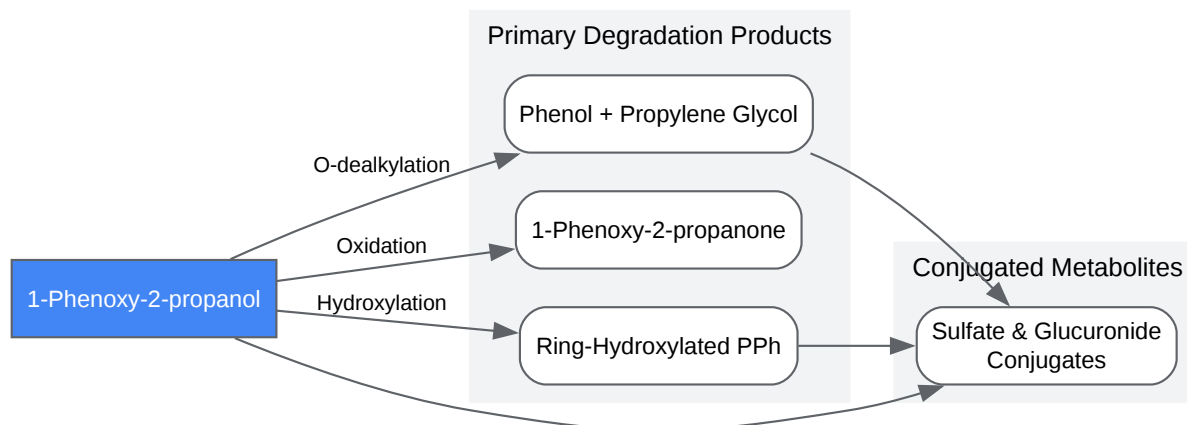 Primary Degradation Products
Phenol + Propylene Glycol
O-dealkylation
1-Phenoxy-2-propanone
Oxidation
Conjugated Metabolites
1-Phenoxy-2-propanol
Hydroxylation
Ring-Hydroxylated PPh
Sulfate & Glucuronide
Conjugates